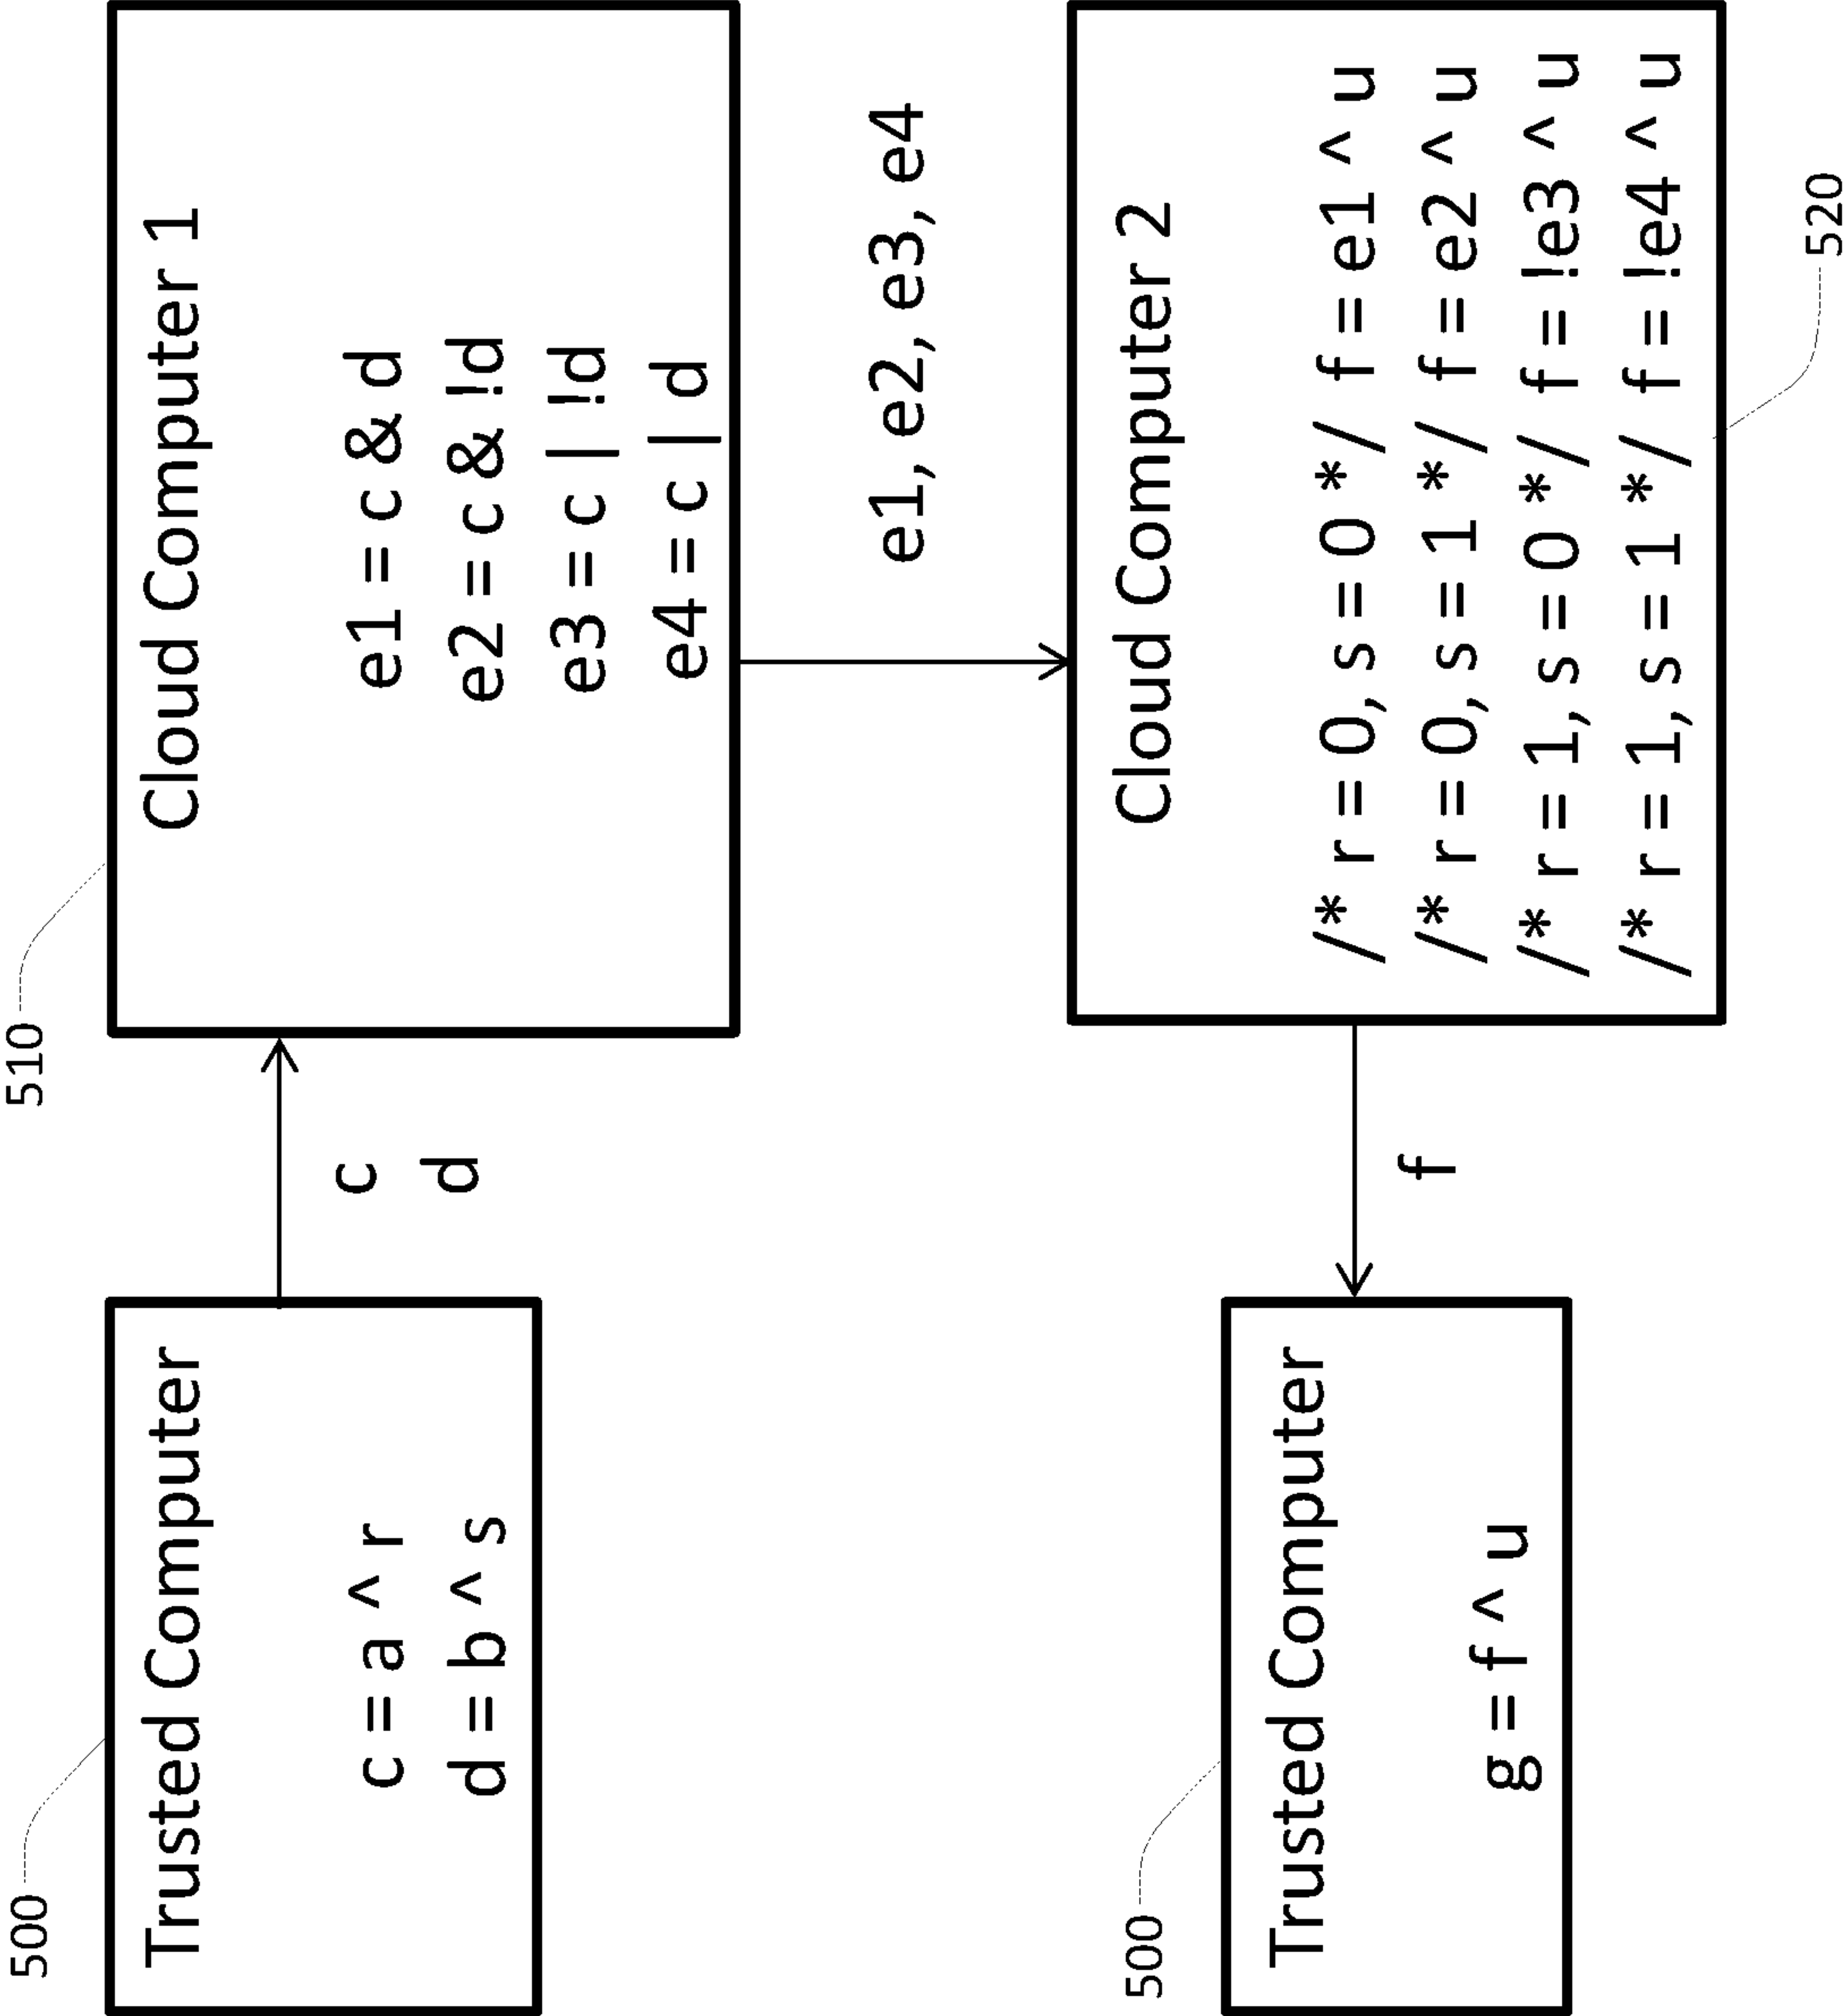 500
Trusted Computer
c = a ^ r
d = b ^ s
c
d
510
Cloud Computer 1
e1 = c & d
e2 = c & !d
e3 = c | !d
e4 = c | d
e1, e2, e3, e4
Cloud Computer 2
/* r = 0, s = 0 */ f = e1 ^ u
/* r = 0, s = 1 */ f = e2 ^ u
/* r = 1, s = 0 */ f = !e3 ^ u
/* r = 1, s = 1 */ f = !e4 ^ u
520
f
500
Trusted Computer
g = f ^ u